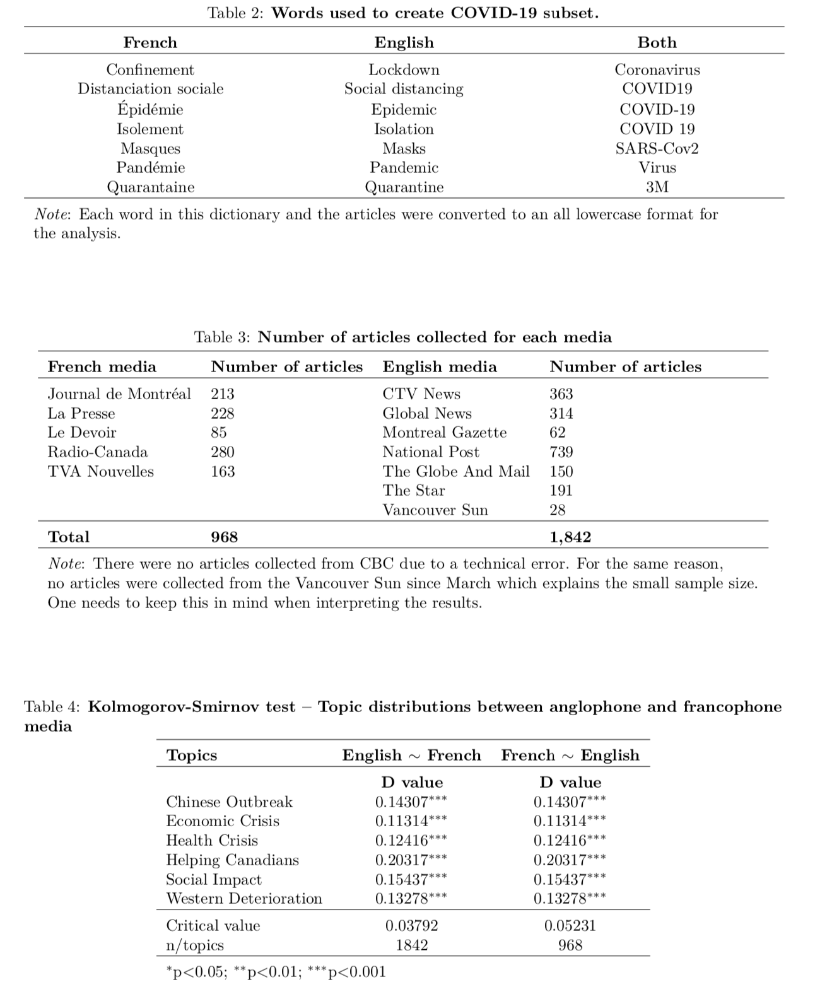 Table 2: Words used to create COVID-19 subset.
French English Both
Confinement Lockdown Coronavirus
Distanciation sociale Social distancing COVID19
Épidémie Epidemic COVID-19
Isolement Isolation COVID 19
Masques Masks SARS-Cov2
Pandémie Pandemic Virus
Quarantaine Quarantine 3M
Note: Each word in this dictionary and the articles were converted to an all lowercase format for
the analysis.
Table 3: Number of articles collected for each media
French media Number of articles English media Number of articles
Journal de Montréal 213 CTV News 363
La Presse 228 Global News 314
Le Devoir 85 Montreal Gazette 62
Radio-Canada 280 National Post 739
TVA Nouvelles 163 The Globe And Mail 150
The Star 191
Vancouver Sun 28
Total 968 1,842
Note: There were no articles collected from CBC due to a technical error. For the same reason,
no articles were collected from the Vancouver Sun since March which explains the small sample size.
One needs to keep this in mind when interpreting the results.
Table 4: Kolmogorov-Smirnov test – Topic distributions between anglophone and francophone
media
Topics English ∼ French French ∼ English
D value D value
Chinese Outbreak 0.14307*** 0.14307***
Economic Crisis 0.11314*** 0.11314***
Health Crisis 0.12416*** 0.12416***
Helping Canadians 0.20317*** 0.20317***
Social Impact 0.15437*** 0.15437***
Western Deterioration 0.13278*** 0.13278***
Critical value 0.03792 0.05231
n/topics 1842 968
*p<0.05; **p<0.01; ***p<0.001